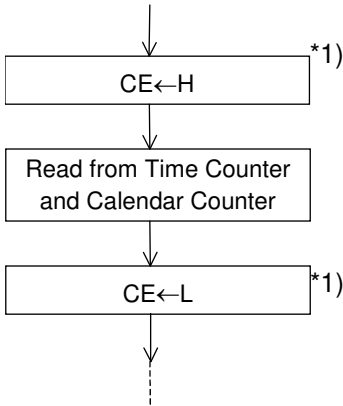 *1)
CE←H
Read from Time Counter
and Calendar Counter
*1)
CE←L